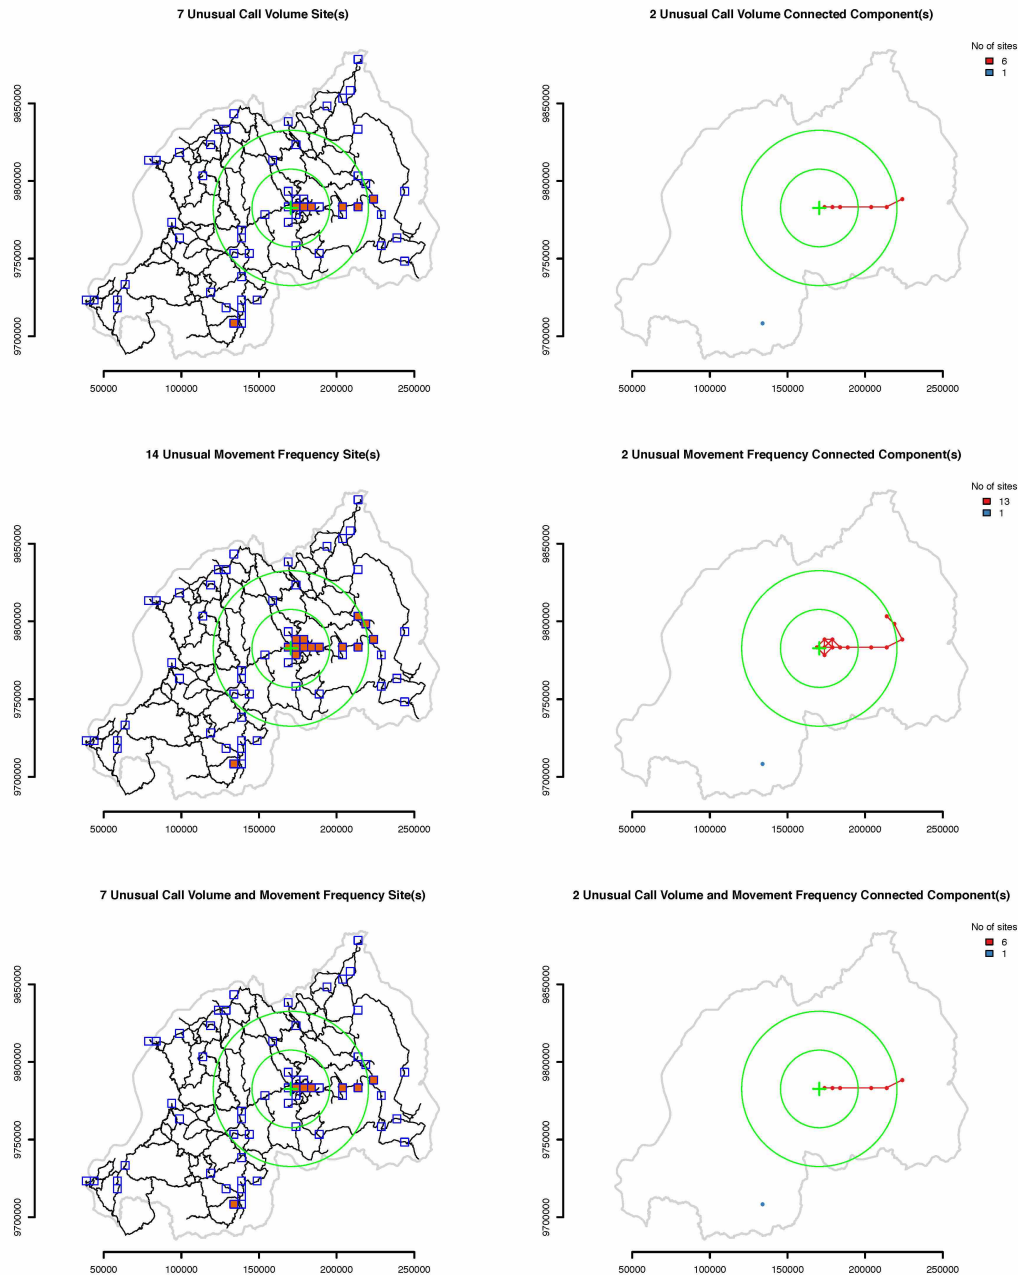 7 Unusual Call Volume Site(s)
2 Unusual Call Volume Connected Component(s)
No of sites
6
1
9850000
9800000
9750000
9700000
50000 100000 150000 200000 250000
9850000
9800000
9750000
9700000
50000 100000 150000 200000 250000
14 Unusual Movement Frequency Site(s)
2 Unusual Movement Frequency Connected Component(s)
No of sites
13
1
9850000
9800000
9750000
9700000
50000 100000 150000 200000 250000
9850000
9800000
9750000
9700000
50000 100000 150000 200000 250000
7 Unusual Call Volume and Movement Frequency Site(s)
2 Unusual Call Volume and Movement Frequency Connected Component(s)
No of sites
6
1
9850000
9800000
9750000
9700000
50000 100000 150000 200000 250000
9850000
9800000
9750000
9700000
50000 100000 150000 200000 250000